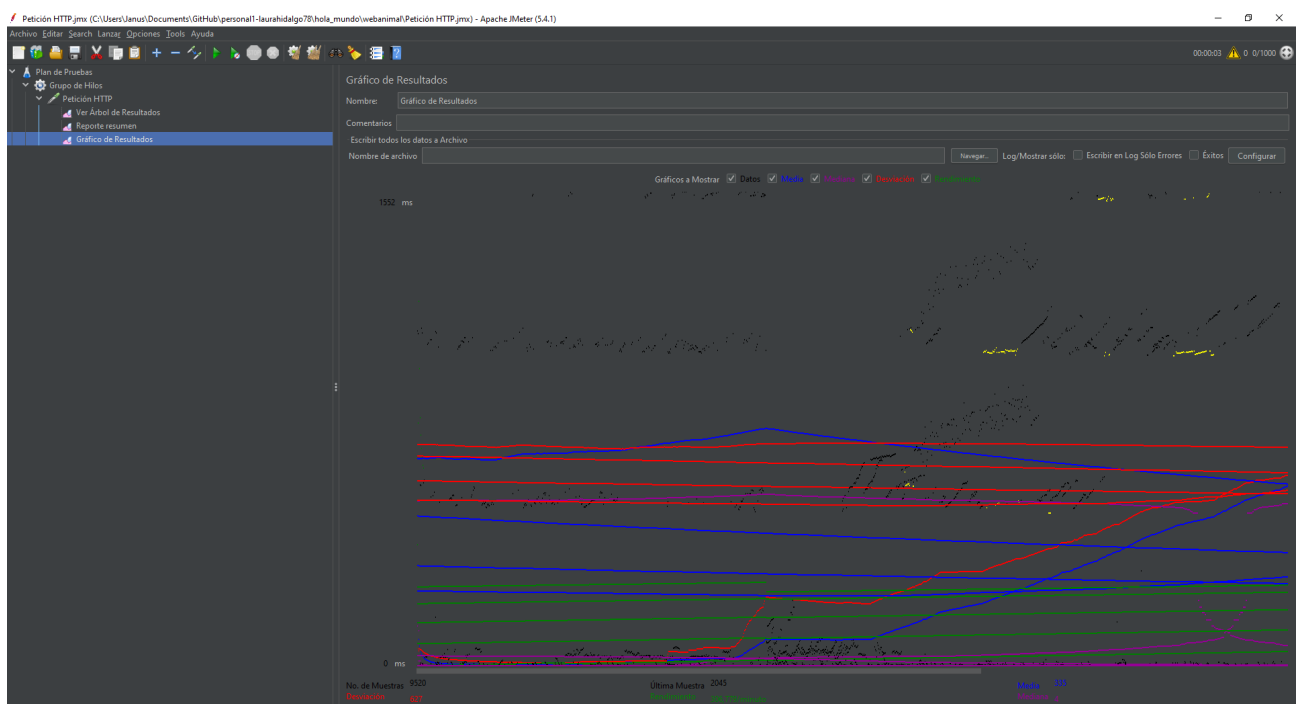 Petición HTTP.jmx (C:\Users\Janus\Documents\GitHub\personal1-laurahidalgo78\hola_mundo\webanimal\Petición HTTP.jmx) - Apache JMeter (5.4.1)
Archivo Editar Search Lanzar Opciones Tools Ayuda
00:00:03 0 0/1000
Plan de Pruebas
Grupo de Hilos
Petición HTTP
Ver Árbol de Resultados
Reporte resumen
Gráfico de Resultados
Gráfico de Resultados
Nombre: Gráfico de Resultados
Comentarios
Escribir todos los datos a Archivo
Nombre de archivo Navegar... Log/Mostrar sólo: Escribir en Log Sólo Errores Éxitos Configurar
Gráficos a Mostrar Datos Media Desviación Rendimiento
1552 ms
0 ms
No. de Muestras 9520 Última Muestra 2045 Media
Desviación Rendimiento